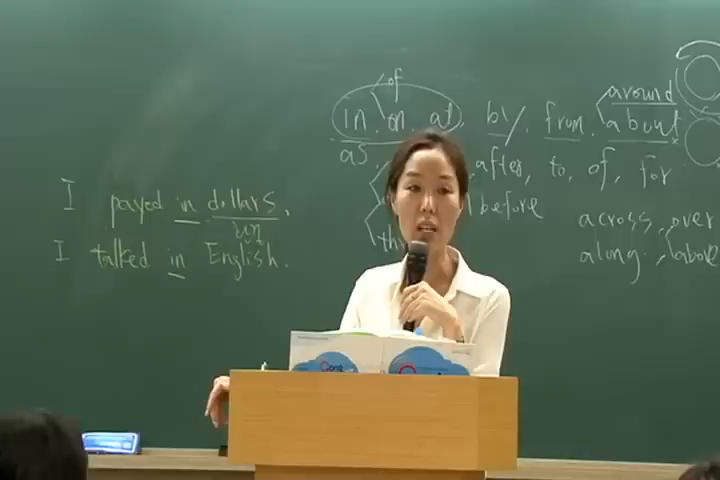 of
in on at, by, from. around
about
as,
after, to, of, for
before
across, over
along, above
I payed in dollars.
I talked in English.